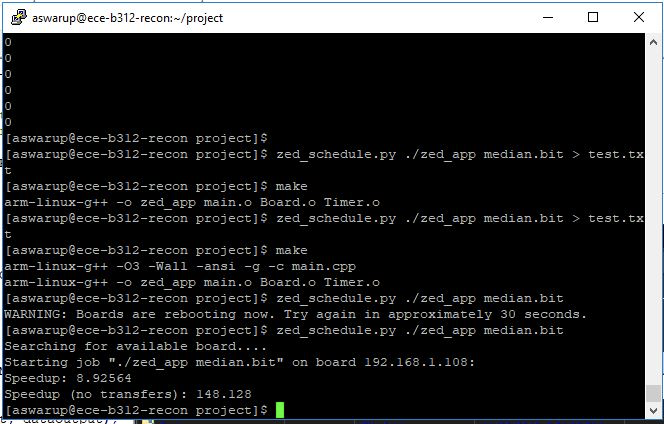 aswarup@ece-b312-recon:~/project
0
0
0
0
0
0
[aswarup@ece-b312-recon project]$
[aswarup@ece-b312-recon project]$ zed_schedule.py ./zed_app median.bit > test.tx
t
[aswarup@ece-b312-recon project]$ make
arm-linux-g++ -o zed_app main.o Board.o Timer.o
[aswarup@ece-b312-recon project]$ zed_schedule.py ./zed_app median.bit > test.tx
t
[aswarup@ece-b312-recon project]$ make
arm-linux-g++ -O3 -Wall -ansi -g -c main.cpp
arm-linux-g++ -o zed_app main.o Board.o Timer.o
[aswarup@ece-b312-recon project]$ zed_schedule.py ./zed_app median.bit
WARNING: Boards are rebooting now. Try again in approximately 30 seconds.
[aswarup@ece-b312-recon project]$ zed_schedule.py ./zed_app median.bit
Searching for available board....
Starting job "./zed_app median.bit" on board 192.168.1.108:
Speedup: 8.92564
Speedup (no transfers): 148.128
[aswarup@ece-b312-recon project]$